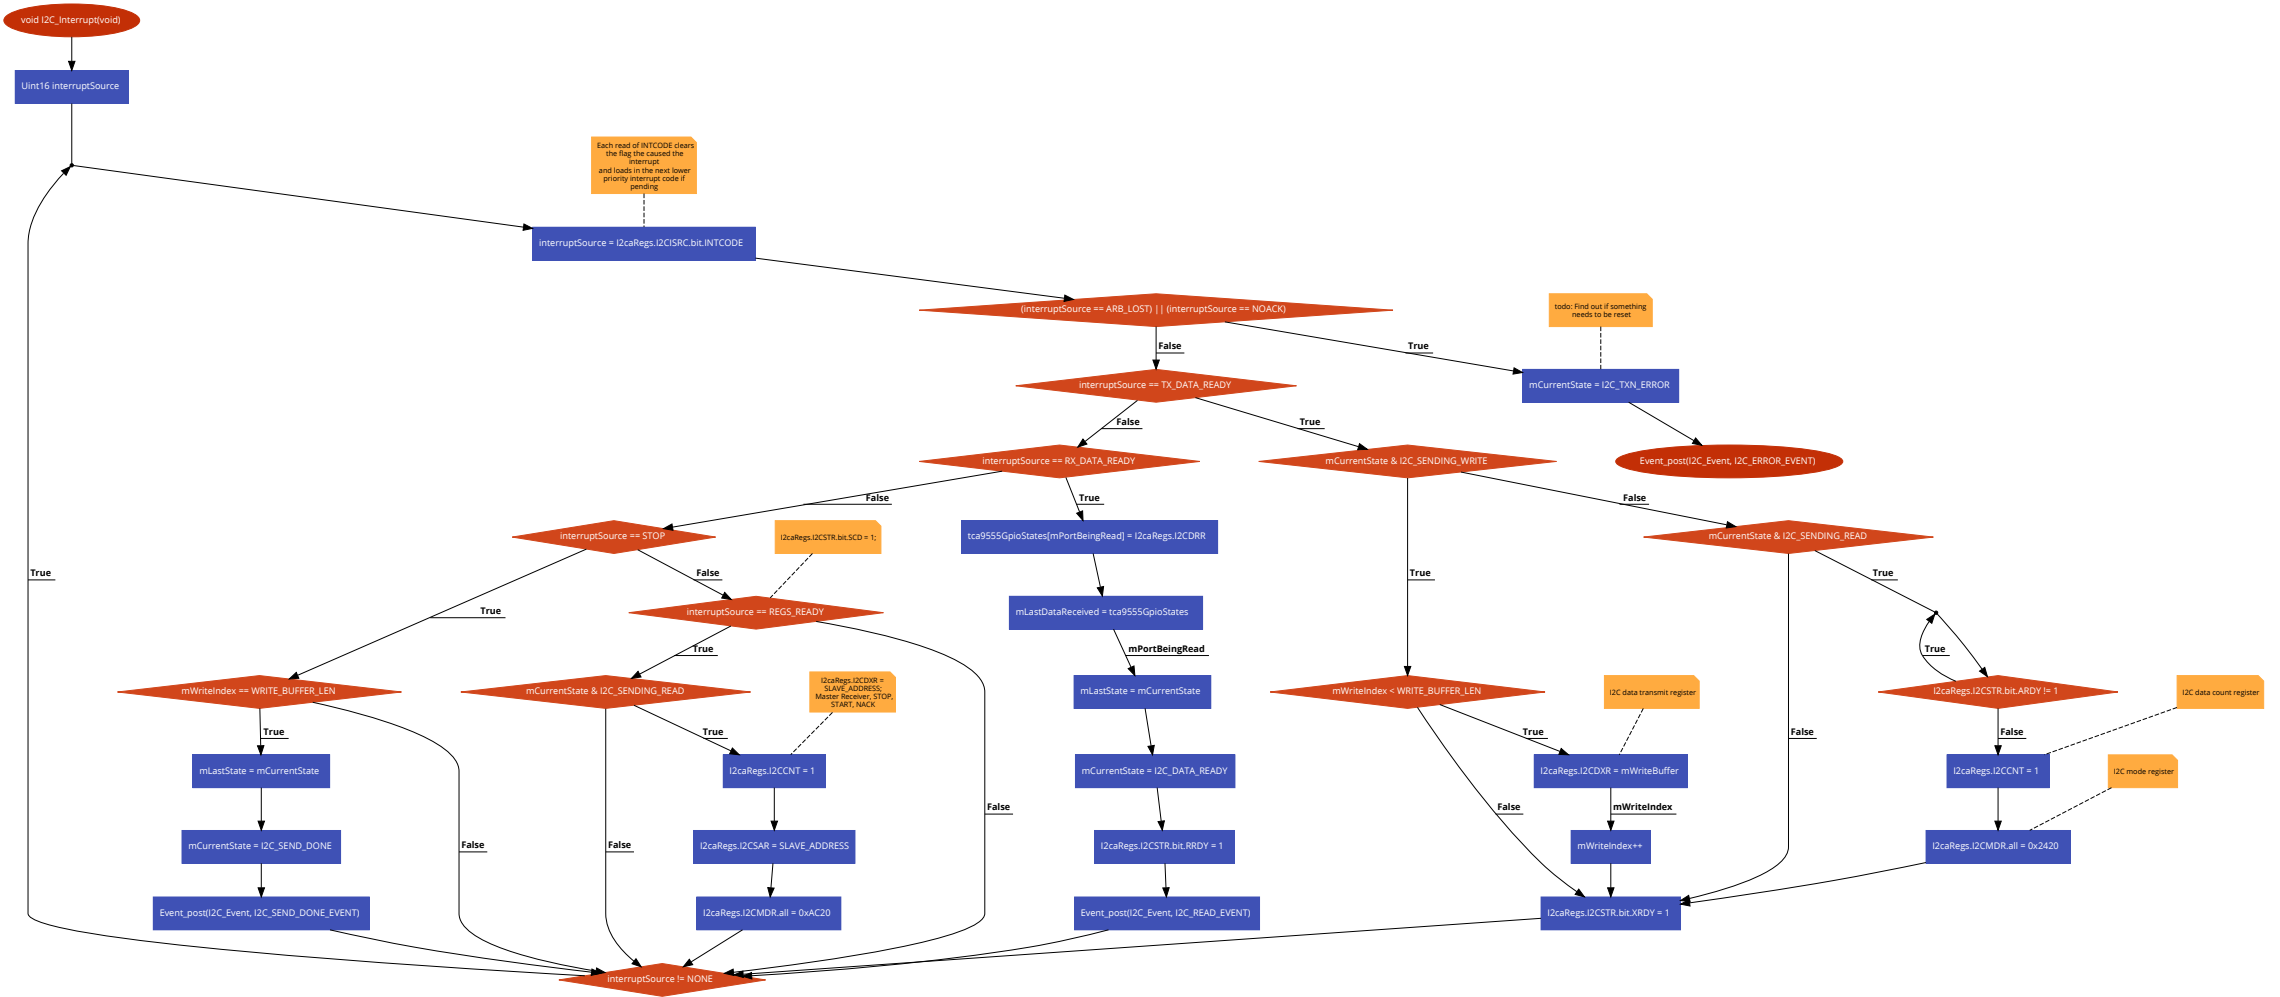 void I2C_Interrupt(void)
Uint16 interruptSource
Each read of INTCODE clears
the flag the caused the
interrupt
and loads in the next lower
priority interrupt code if
pending
interruptSource = I2caRegs.I2CISRC.bit.INTCODE
(interruptSource == ARB_LOST) || (interruptSource == NOACK)
todo: Find out if something
needs to be reset
False
True
interruptSource == TX_DATA_READY
mCurrentState = I2C_TXN_ERROR
False
True
interruptSource == RX_DATA_READY
mCurrentState & I2C_SENDING_WRITE
Event_post(I2C_Event, I2C_ERROR_EVENT)
False
True
False
interruptSource == STOP
I2caRegs.I2CSTR.bit.SCD = 1;
tca9555GpioStates[mPortBeingRead] = I2caRegs.I2CDRR
mCurrentState & I2C_SENDING_READ
True
False
True
True
True
interruptSource == REGS_READY
mLastDataReceived = tca9555GpioStates
True
mPortBeingRead
True
mWriteIndex == WRITE_BUFFER_LEN
mCurrentState & I2C_SENDING_READ
I2caRegs.I2CDXR =
SLAVE_ADDRESS;
Master Receiver, STOP,
START, NACK
mLastState = mCurrentState
mWriteIndex < WRITE_BUFFER_LEN
I2C data transmit register
I2caRegs.I2CSTR.bit.ARDY != 1
I2C data count register
True
True
True
False
False
mLastState = mCurrentState
I2caRegs.I2CCNT = 1
mCurrentState = I2C_DATA_READY
I2caRegs.I2CDXR = mWriteBuffer
I2caRegs.I2CCNT = 1
I2C mode register
False
False
mWriteIndex
mCurrentState = I2C_SEND_DONE
False
False
I2caRegs.I2CSAR = SLAVE_ADDRESS
I2caRegs.I2CSTR.bit.RRDY = 1
mWriteIndex++
I2caRegs.I2CMDR.all = 0x2420
Event_post(I2C_Event, I2C_SEND_DONE_EVENT)
I2caRegs.I2CMDR.all = 0xAC20
Event_post(I2C_Event, I2C_READ_EVENT)
I2caRegs.I2CSTR.bit.XRDY = 1
interruptSource != NONE